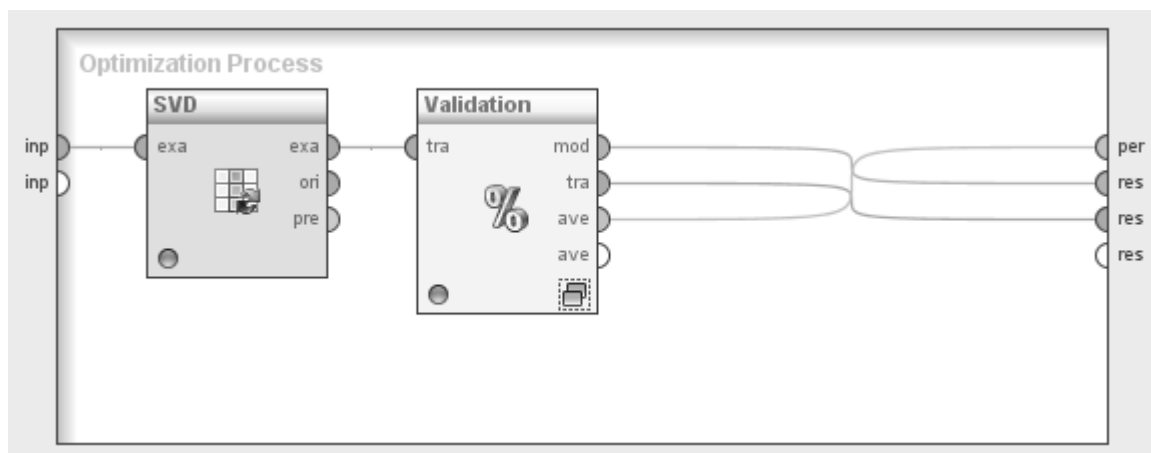 Optimization Process
SVD
Validation
inp
exa
exa
tra
mod
per
inp
ori
tra
res
pre
%
ave
res
ave
res